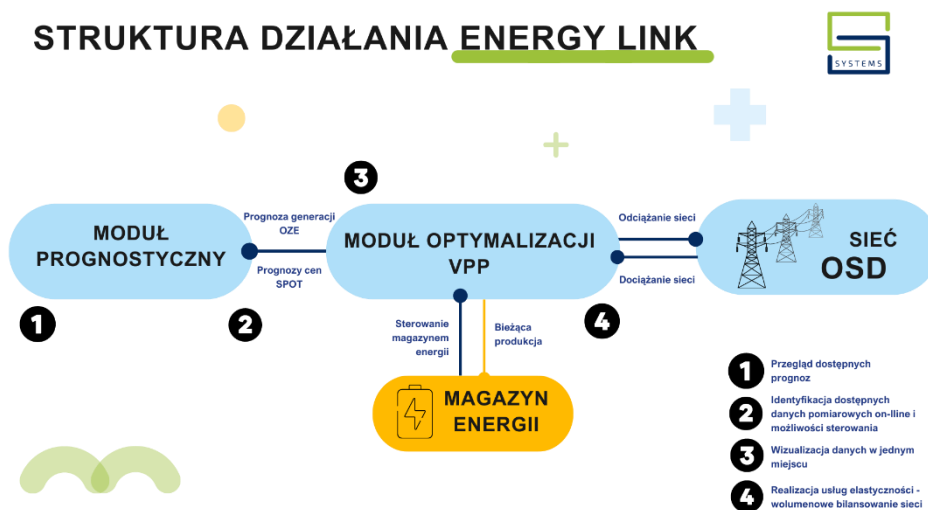 STRUKTURA DZIAŁANIA ENERGY LINK
SYSTEMS
3
MODUŁ
PROGNOSTYCZNY
Prognoza generacji
OZE
Prognozy cen
SPOT
MODUŁ OPTYMALIZACJI
VPP
Odciążanie sieci
Dociążanie sieci
SIEĆ
OSD
1
2
4
Sterowanie
magazynem
energii
Bieżąca
produkcja
MAGAZYN
ENERGII
1
Przegląd dostępnych
prognoz
2
Identyfikacja dostępnych
danych pomiarowych on-lline i
możliwości sterowania
3
Wizualizacja danych w jednym
miejscu
4
Realizacja usług elastyczności -
wolumenowe bilansowanie sieci